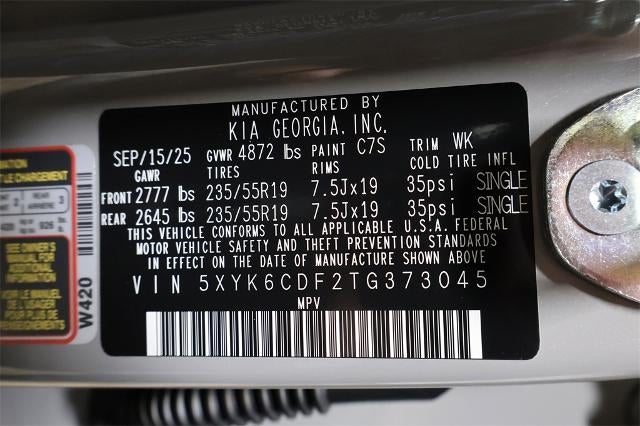 MANUFACTURED BY
KIA GEORGIA, INC.
SEP/15/25 GVWR 4872 lbs PAINT C7S TRIM WK
GAWR TIRES RIMS COLD TIRE INFL
FRONT 2777 lbs 235/55R19 7.5Jx19 35psi SINGLE
REAR 2645 lbs 235/55R19 7.5Jx19 35psi SINGLE
THIS VEHICLE CONFORMS TO ALL APPLICABLE U.S.A. FEDERAL
MOTOR VEHICLE SAFETY AND THEFT PREVENTION STANDARDS
IN EFFECT ON THE DATE OF MANUFACTURE SHOWN ABOVE
VIN 5XYK6CDF2TG373045
MPV
SEE OWNER'S
W420